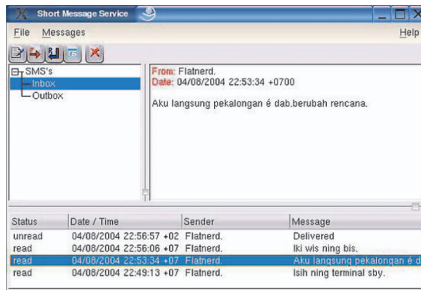 Short Message Service
File Messages Help
SMS's
Inbox
Outbox
From: Flatnerd.
Date: 04/08/2004 22:53:34 +0700
Aku langsung pekalongan é dab.berubah rencana.
Status Date / Time Sender Message
unread 04/08/2004 22:56:57 +02 Flatnerd. Delivered
read 04/08/2004 22:56:06 +07 Flatnerd. Iki wis ning bis.
read 04/08/2004 22:53:34 +07 Flatnerd. Aku langsung pekalongan é d
read 04/08/2004 22:49:13 +07 Flatnerd. Isih ning terminal sby.